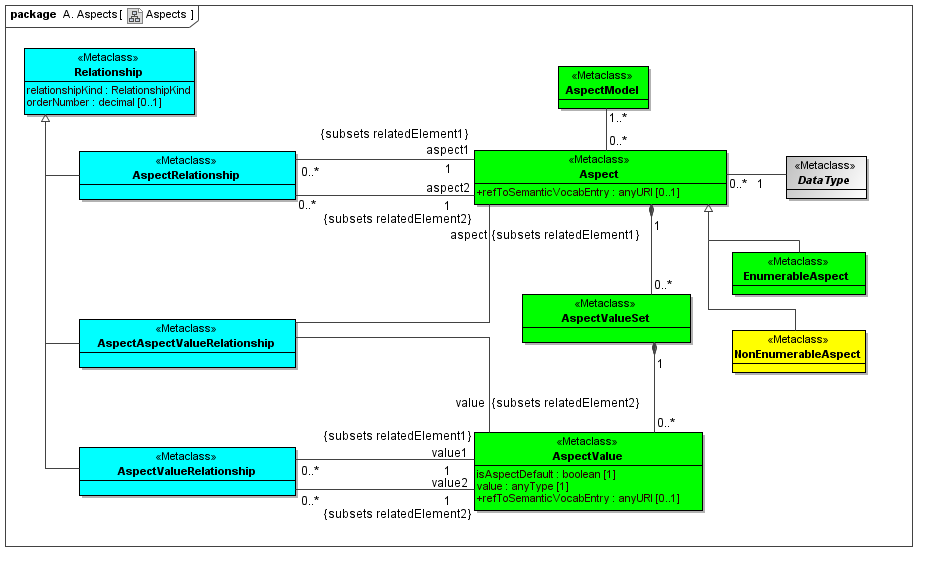 package A. Aspects [ Aspects ]
«Metaclass»
Relationship
relationshipKind : RelationshipKind
orderNumber : decimal [0..1]
«Metaclass»
AspectModel
1..*
0..*
{subsets relatedElement1}
aspect1
0..*
1
«Metaclass»
AspectRelationship
aspect2
0..*
1
{subsets relatedElement2}
«Metaclass»
Aspect
+refToSemanticVocabEntry : anyURI [0..1]
0..*
1
«Metaclass»
DataType
aspect {subsets relatedElement1}
1
0..*
«Metaclass»
EnumerableAspect
«Metaclass»
AspectValueSet
«Metaclass»
NonEnumerableAspect
«Metaclass»
AspectAspectValueRelationship
1
value {subsets relatedElement2}
0..*
{subsets relatedElement1}
value1
0..*
1
«Metaclass»
AspectValueRelationship
value2
0..*
1
{subsets relatedElement2}
«Metaclass»
AspectValue
isAspectDefault : boolean [1]
value : anyType [1]
+refToSemanticVocabEntry : anyURI [0..1]